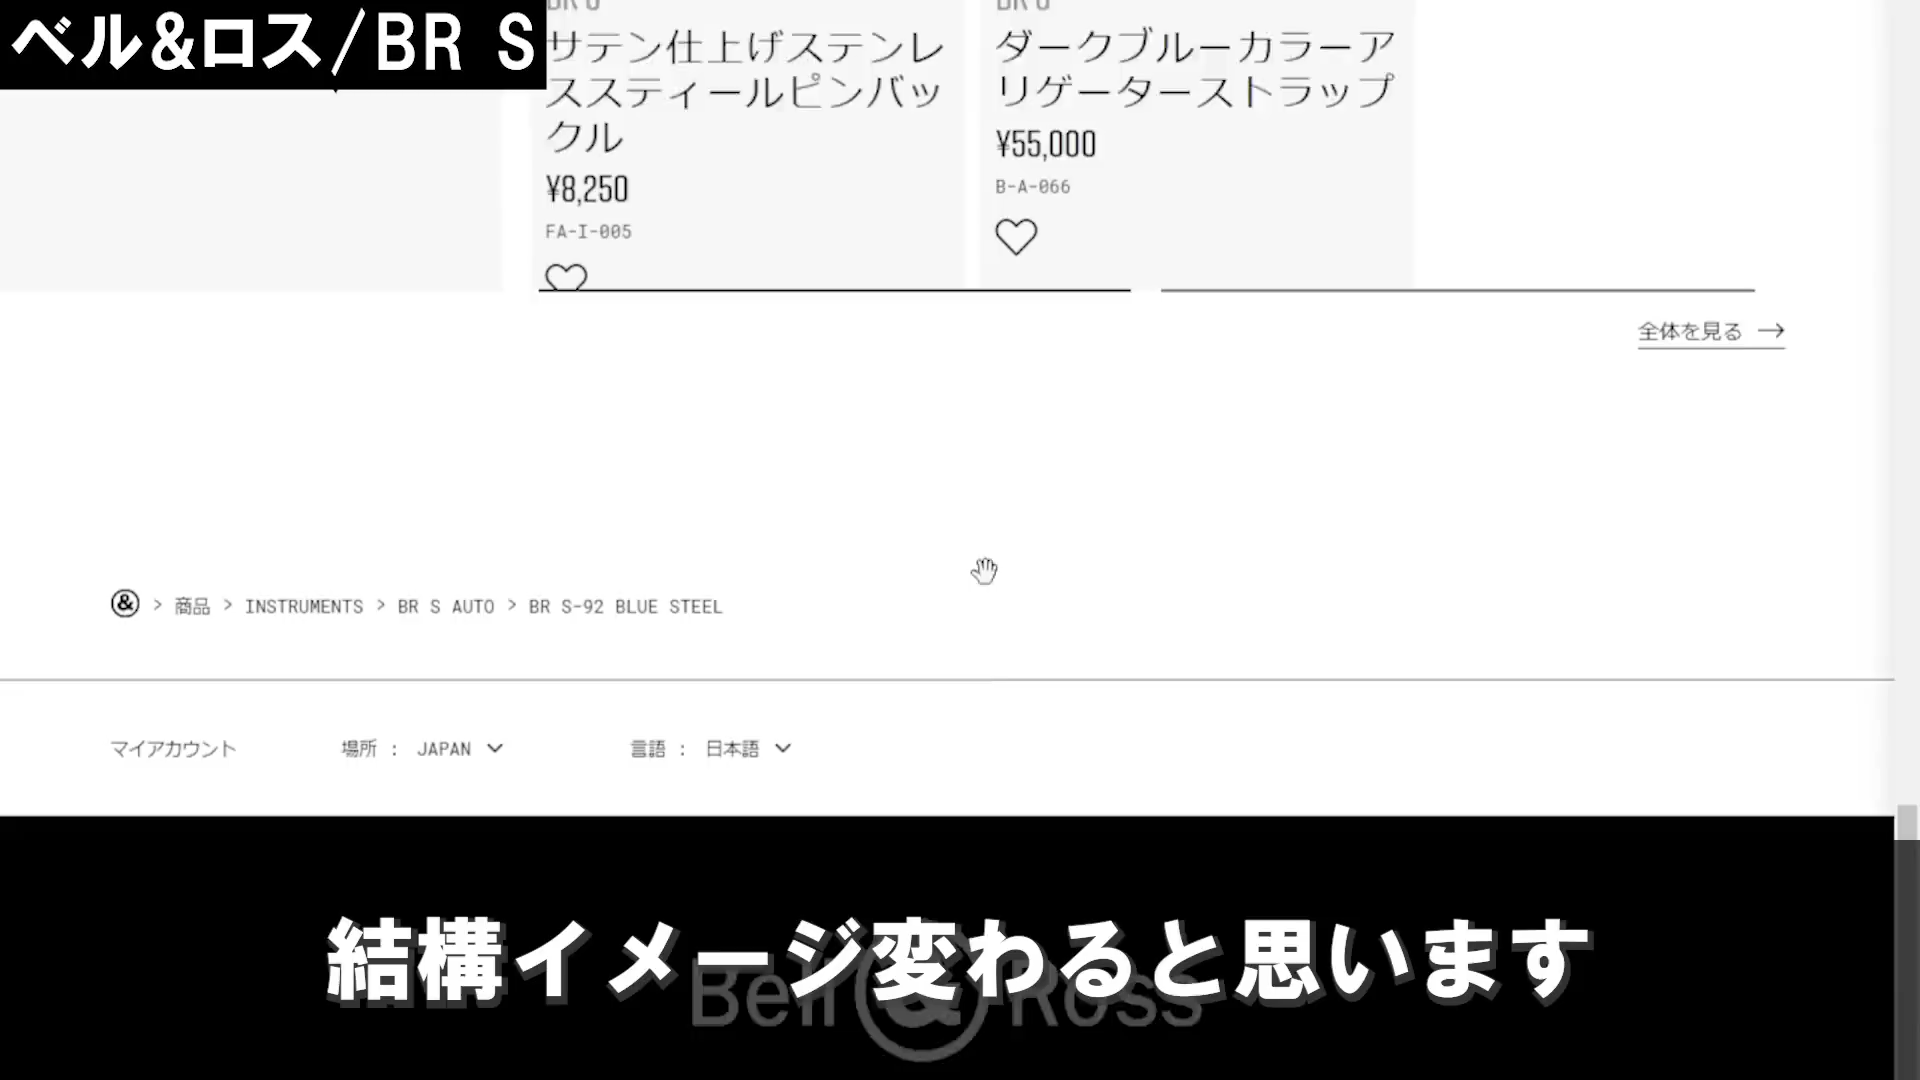 ベル&ロス/BR S
BR S
サテン仕上げステンレ
ススティールピンバッ
クル
¥8,250
FA-I-005
BR S
ダークブルーカラーア
リゲーターストラップ
¥55,000
B-A-066
全体を見る →
& > 商品 > INSTRUMENTS > BR S AUTO > BR S-92 BLUE STEEL
マイアカウント
場所 : JAPAN
言語 : 日本語
結構イメージ変わると思います
Bell & Ross